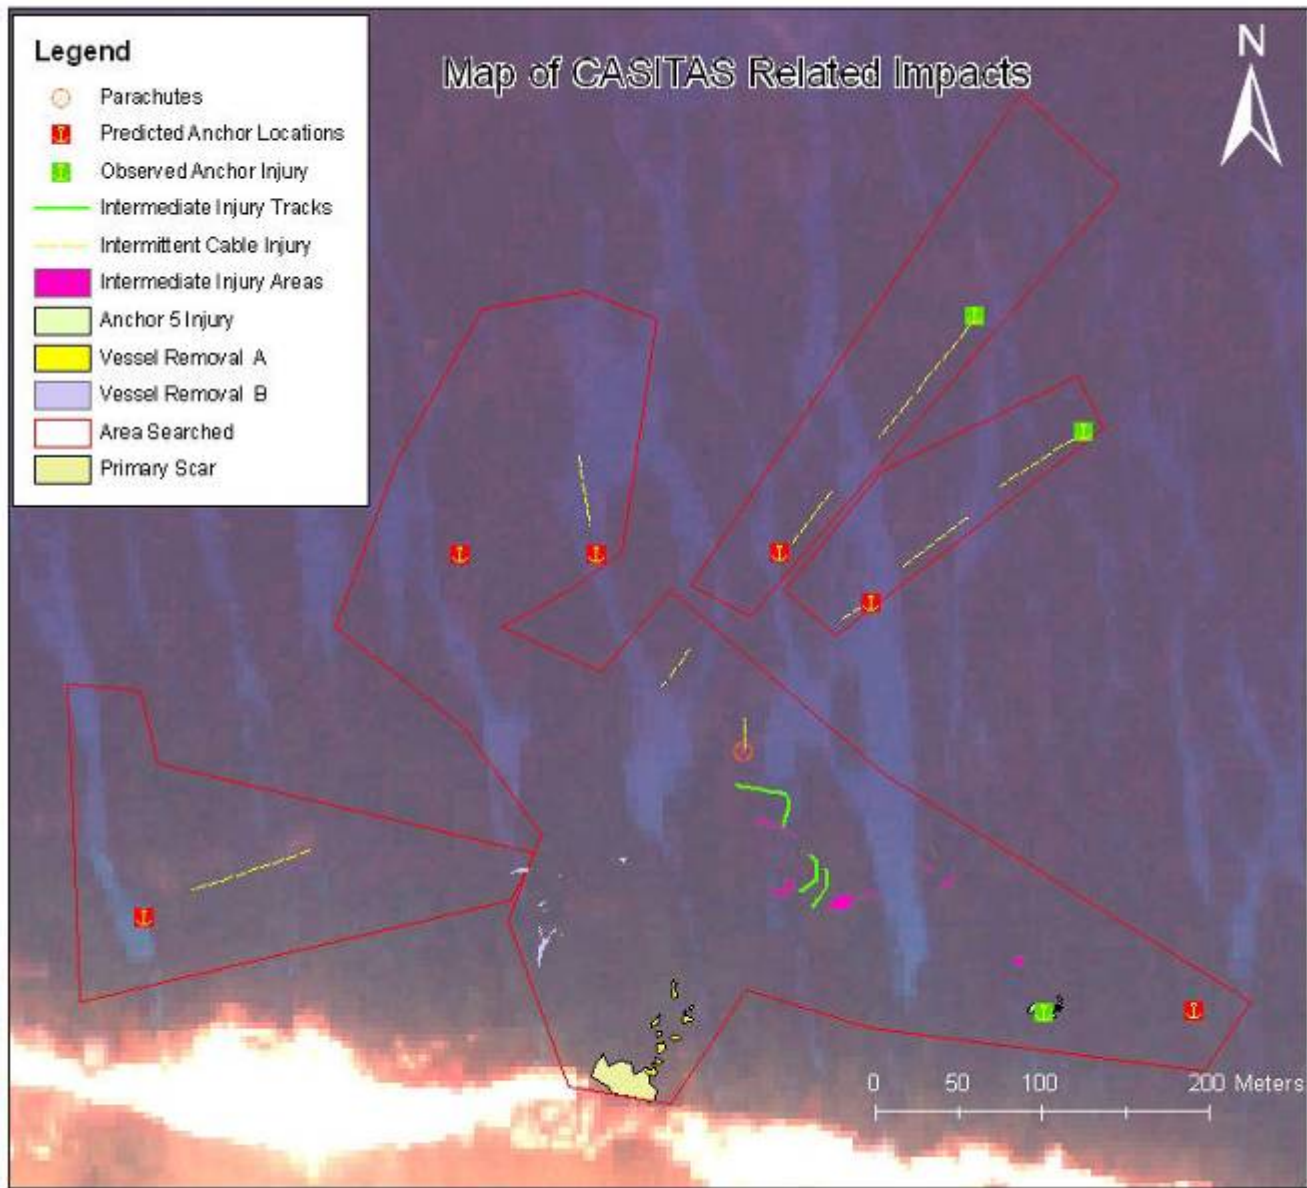 Legend
Parachutes
Predicted Anchor Locations
Observed Anchor Injury
Intermediate Injury Tracks
Intermittent Cable Injury
Intermediate Injury Areas
Anchor 5 Injury
Vessel Removal A
Vessel Removal B
Area Searched
Primary Scar
Map of CASITAS Related Impacts
N
0 50 100 200 Meters